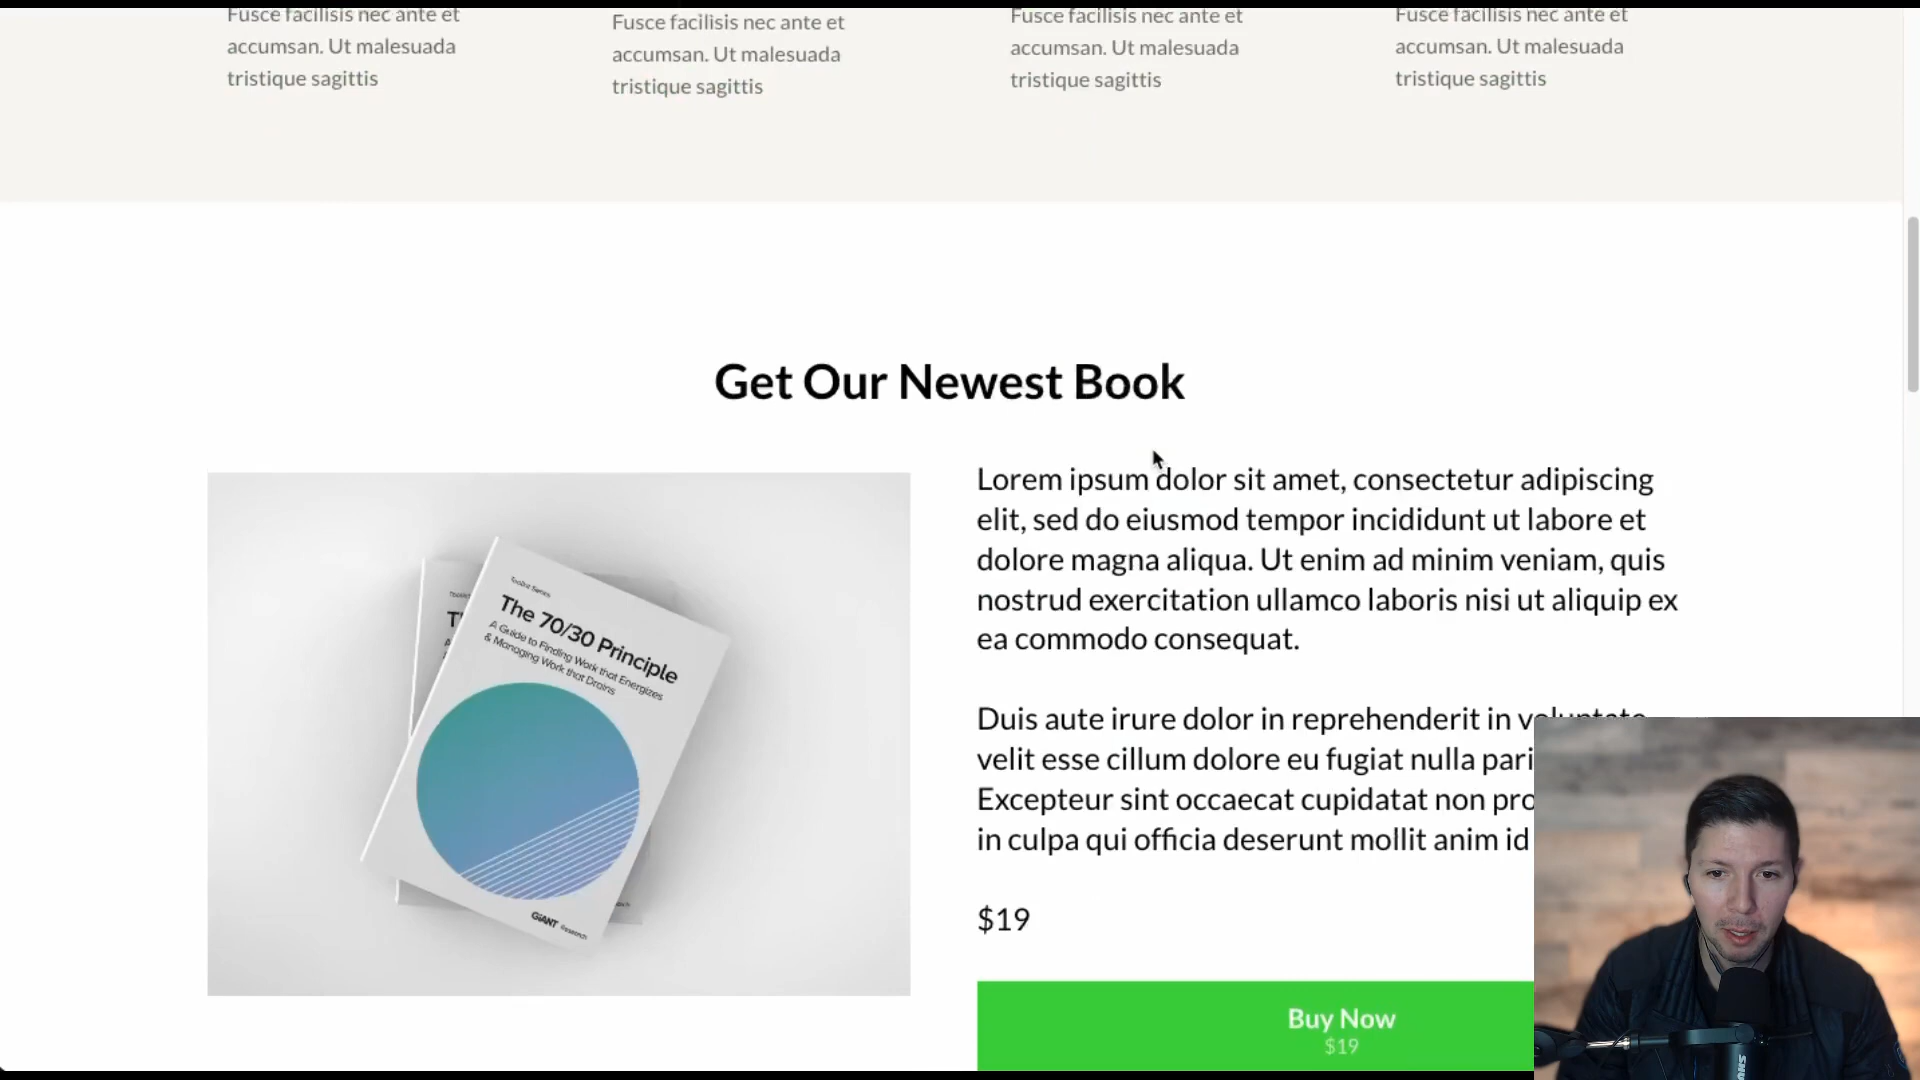 Fusce facilisis nec ante et
accumsan. Ut malesuada
tristique sagittis
Fusce facilisis nec ante et
accumsan. Ut malesuada
tristique sagittis
Fusce facilisis nec ante et
accumsan. Ut malesuada
tristique sagittis
Fusce facilisis nec ante et
accumsan. Ut malesuada
tristique sagittis
Get Our Newest Book
Toolkit Series
The 70/30 Principle
A Guide to Finding Work that Energizes
& Managing Work that Drains
GiANT Research
Lorem ipsum dolor sit amet, consectetur adipiscing
elit, sed do eiusmod tempor incididunt ut labore et
dolore magna aliqua. Ut enim ad minim veniam, quis
nostrud exercitation ullamco laboris nisi ut aliquip ex
ea commodo consequat.
Duis aute irure dolor in reprehenderit in voluptate
velit esse cillum dolore eu fugiat nulla pari
Excepteur sint occaecat cupidatat non pro
in culpa qui officia deserunt mollit anim id
$19
Buy Now
$19